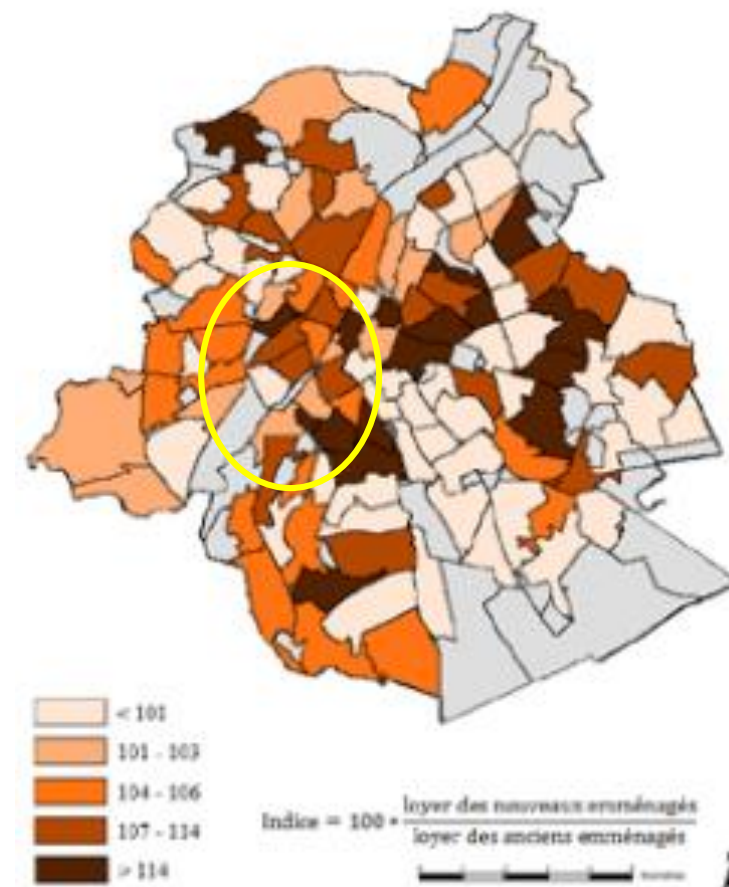 < 101
101 - 103
104 - 106
107 - 114
> 114
Indice = 100 * loyer des nouveaux emménagés
loyer des anciens emménagés